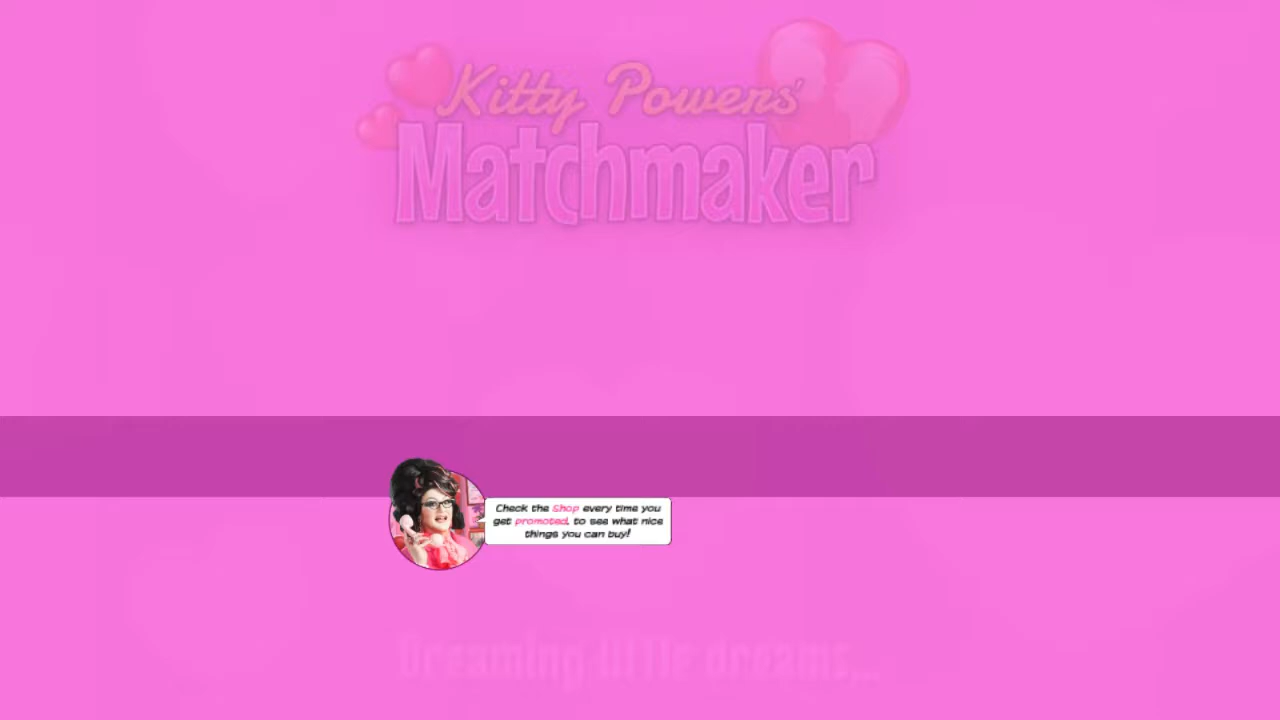 Kitty Powers'
Matchmaker
Check the Shop every time you
get promoted, to see what nice
things you can buy!
Dreaming little dreams...